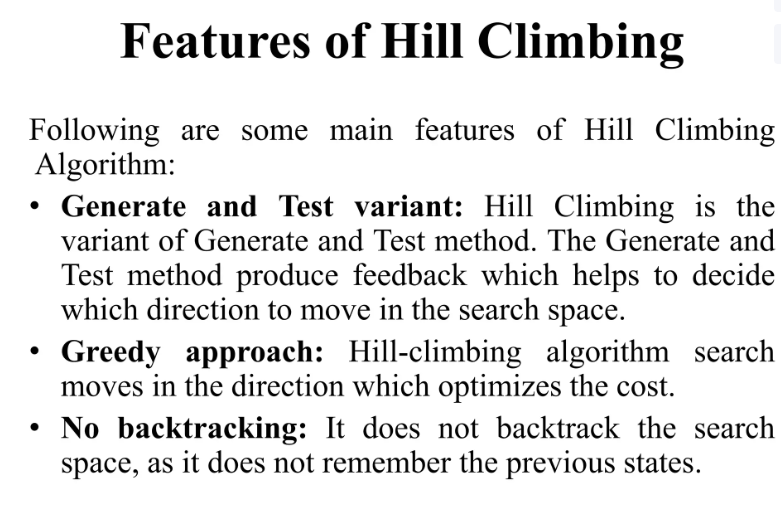 Features of Hill Climbing
Following are some main features of Hill Climbing
Algorithm:
• Generate and Test variant: Hill Climbing is the
variant of Generate and Test method. The Generate and
Test method produce feedback which helps to decide
which direction to move in the search space.
• Greedy approach: Hill-climbing algorithm search
moves in the direction which optimizes the cost.
• No backtracking: It does not backtrack the search
space, as it does not remember the previous states.